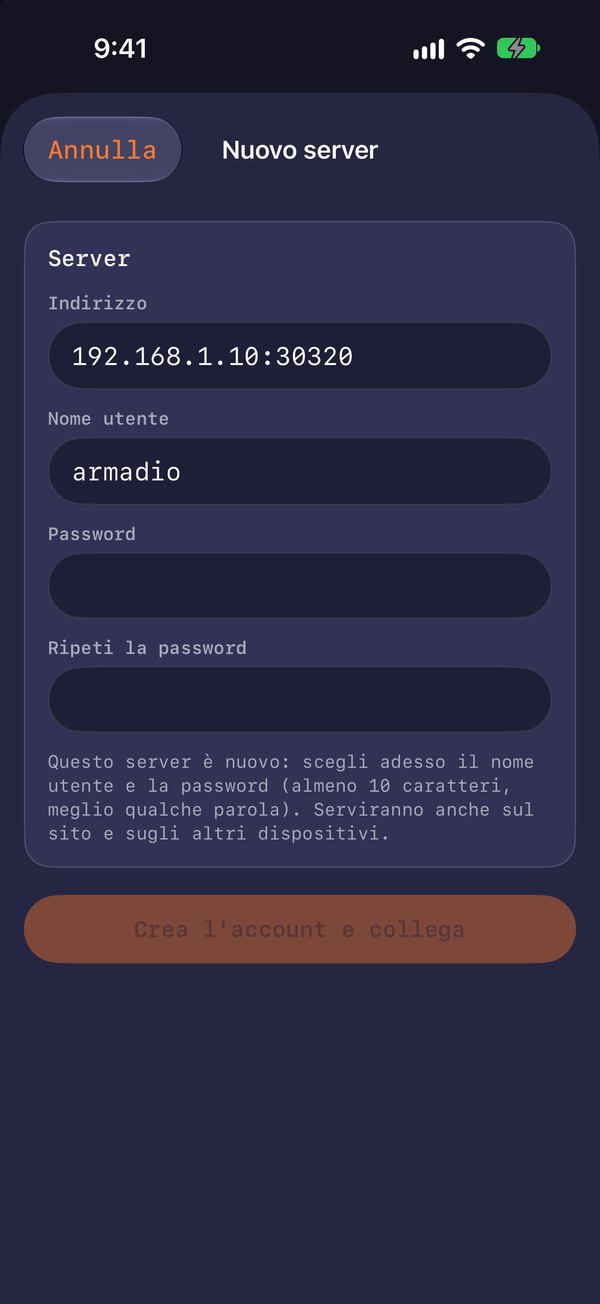 9:41
Annulla
Nuovo server
Server
Indirizzo
192.168.1.10:30320
Nome utente
armadio
Password
Ripeti la password
Questo server è nuovo: scegli adesso il nome
utente e la password (almeno 10 caratteri,
meglio qualche parola). Serviranno anche sul
sito e sugli altri dispositivi.
Crea l'account e collega